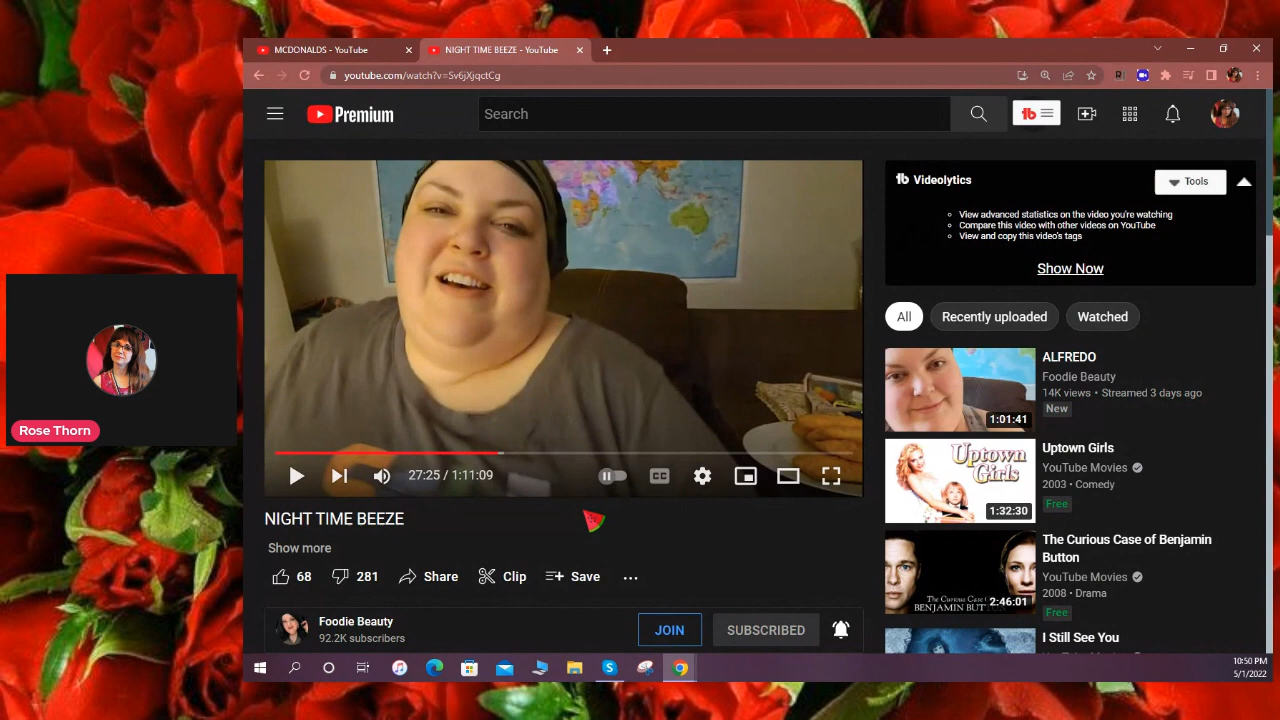 MCDONALDS - YouTube
NIGHT TIME BEEZE - YouTube
youtube.com/watch?v=Sv6jXjqctCg
Premium
Search
tb
tb Videolytics
Tools
View advanced statistics on the video you're watching
Compare this video with other videos on YouTube
View and copy this video's tags
Show Now
All
Recently uploaded
Watched
ALFREDO
Foodie Beauty
14K views • Streamed 3 days ago
New
1:01:41
Uptown Girls
Uptown Girls
YouTube Movies
2003 • Comedy
Free
1:32:30
The Curious Case of Benjamin
Button
YouTube Movies
2008 • Drama
Free
2:46:01
I Still See You
Rose Thorn
27:25 / 1:11:09
CC
NIGHT TIME BEEZE
Show more
68
281
Share
Clip
Save
Foodie Beauty
92.2K subscribers
JOIN
SUBSCRIBED
10:50 PM
5/1/2022